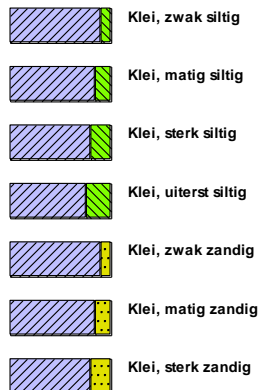 Klei, zwak siltig
Klei, matig siltig
Klei, sterk siltig
Klei, uiterst siltig
Klei, zwak zandig
Klei, matig zandig
Klei, sterk zandig